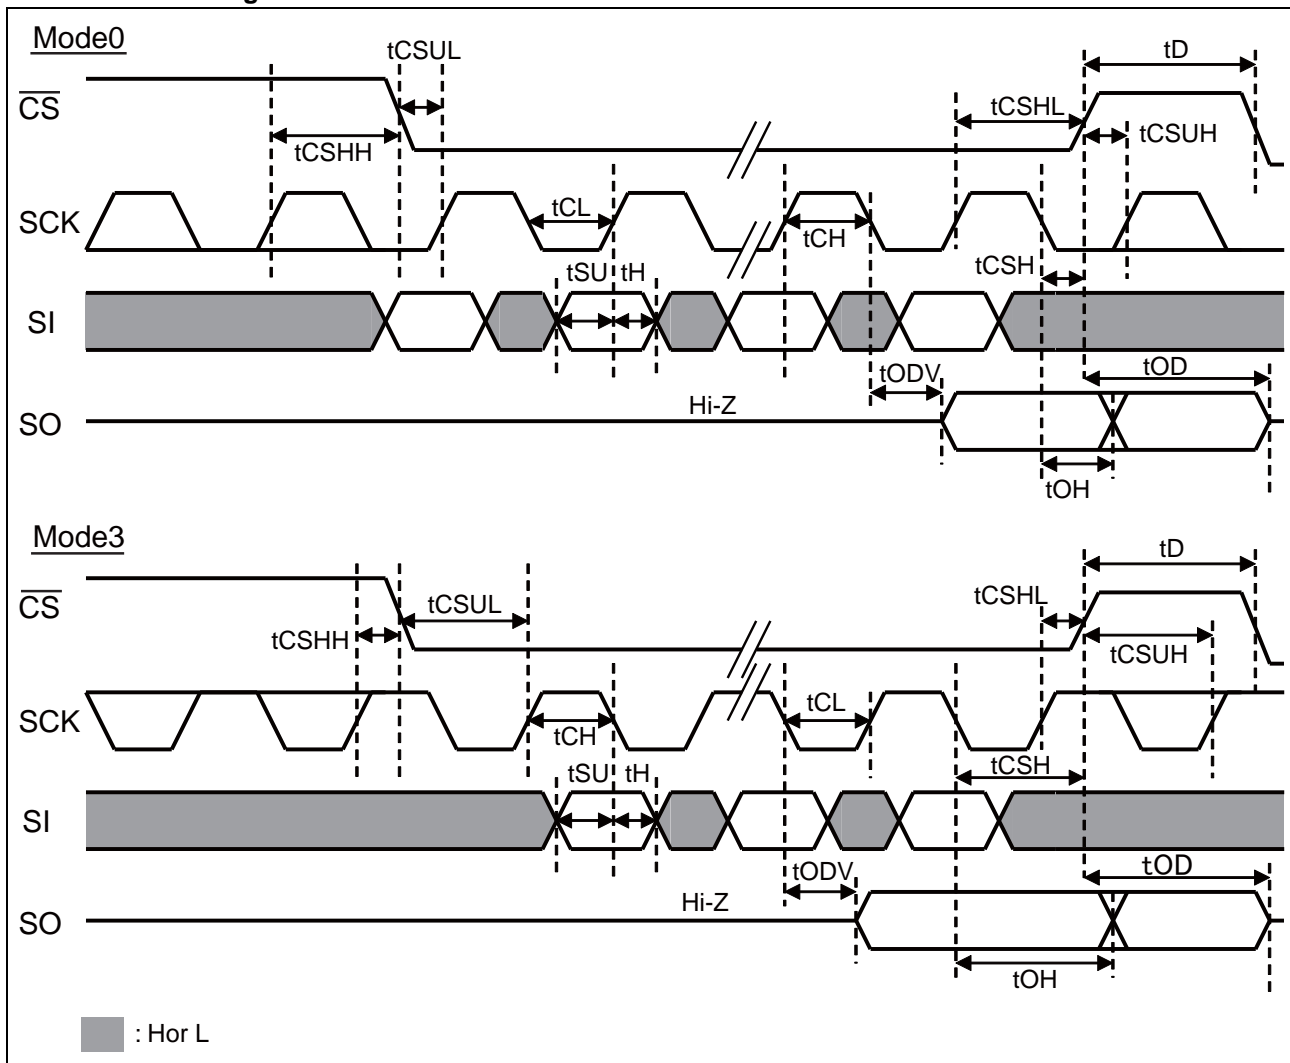 g
Mode0
tCSUL
tD
CS
tCSHL
tCSUH
tCSHH
SCK
tCL
tCH
tCSH
tSU tH
SI
tODV
tOD
Hi-Z
SO
tOH
Mode3
tD
CS
tCSUL
tCSHL
tCSHH
tCSUH
SCK
tCL
tCH
tCSH
tSU tH
SI
tODV
tOD
Hi-Z
SO
tOH
: Hor L